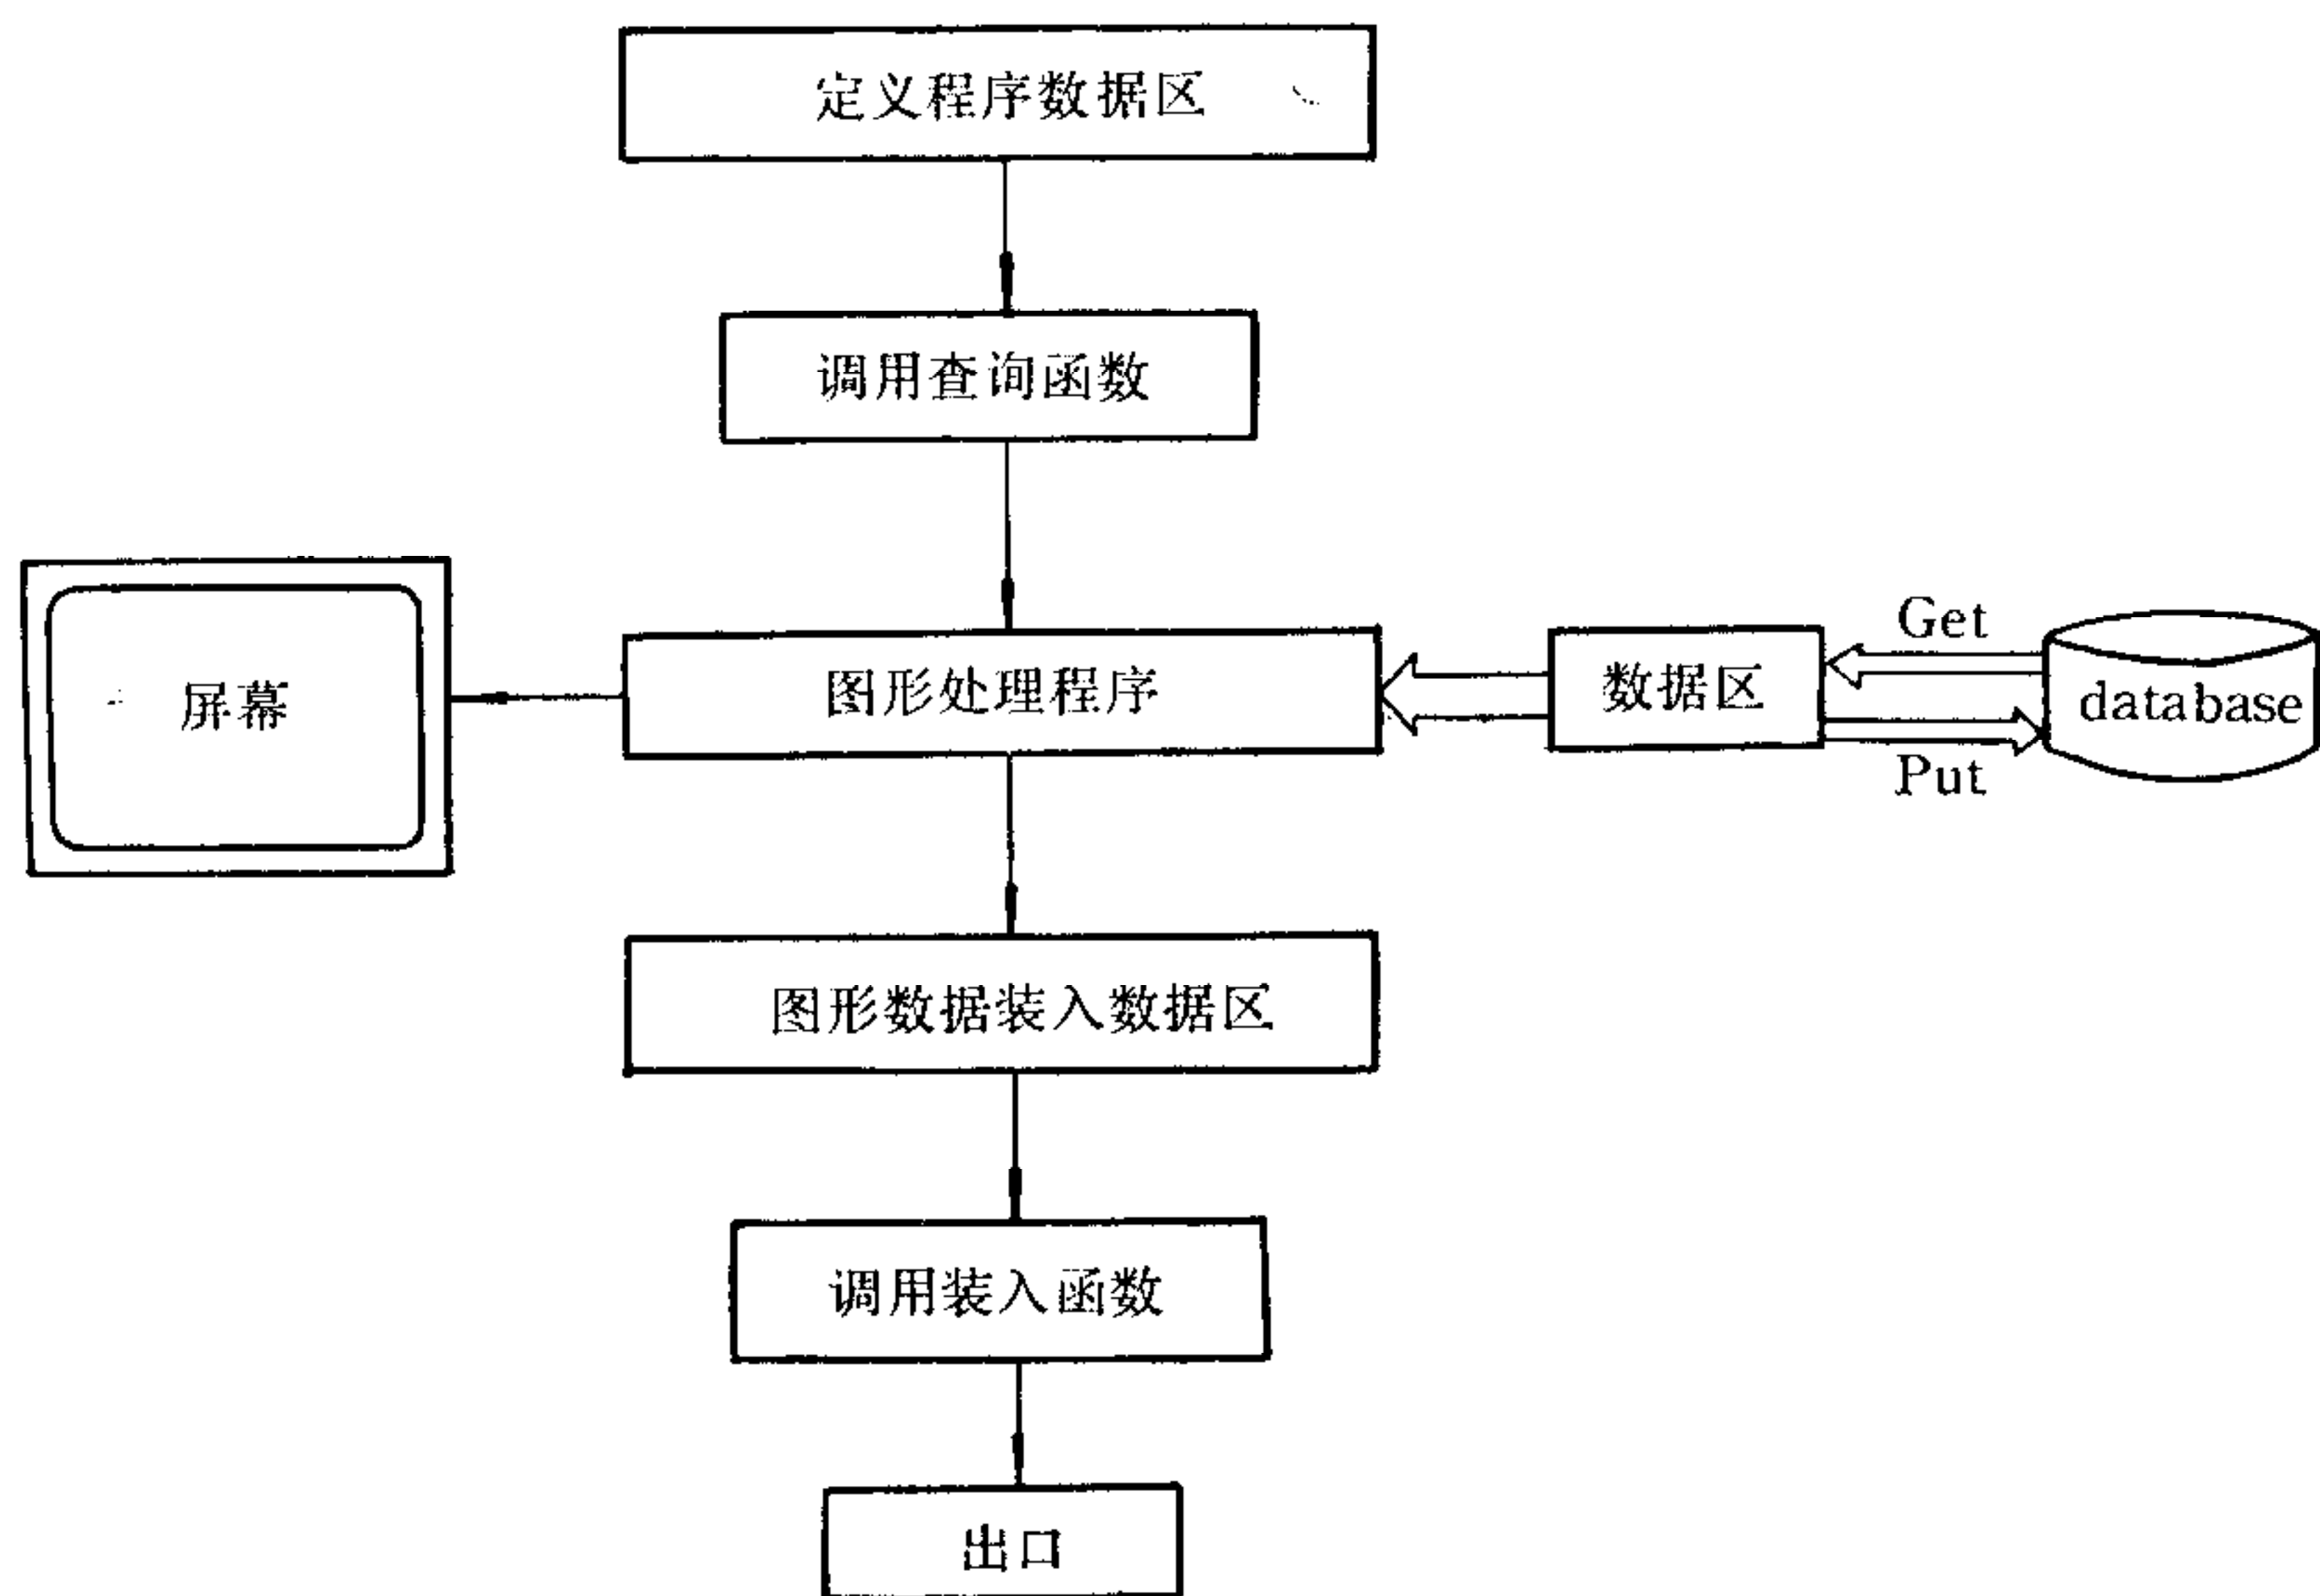 定义程序数据区
调用查询函数
屏幕
图形处理程序
数据区
Get
database
Put
图形数据装入数据区
调用装入函数
出口